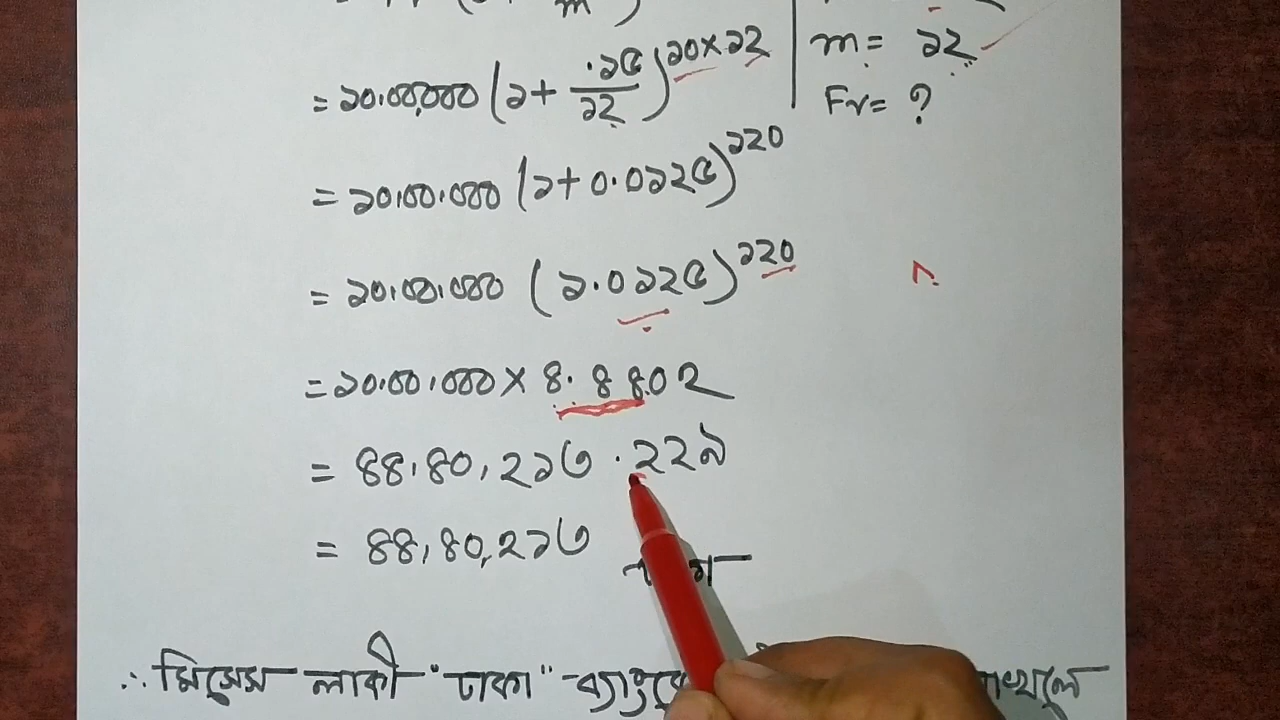 m = ১২
= ১০,০০,০০০ (১ + .১৫/১২)^১০×১২
Fv = ?
= ১০,০০,০০০ (১ + ০.০১২৫)^১২০
= ১০,০০,০০০ (১.০১২৫)^১২০
= ১০,০০,০০০ × ৪.৪৪০২
= ৪৪,৪০,২১৩.২২৯
= ৪৪,৪০,২১৩
∴ মিসেস লাকী "ঢাকা"